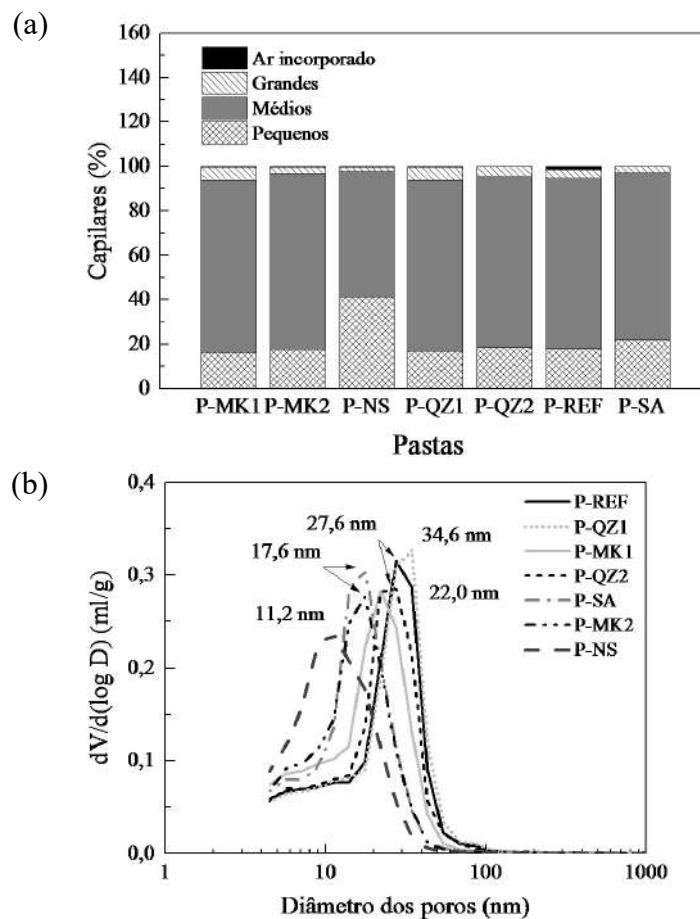 (a)
160
140
120
100
80
60
40
20
0
Capilares (%)
Ar incorporado
Grandes
Médios
Pequenos
P-MK1 P-MK2 P-NS P-QZ1 P-QZ2 P-REF P-SA
Pastas
(b)
0,4
0,3
0,2
0,1
0,0
dV/d(log D) (ml/g)
27,6 nm
34,6 nm
17,6 nm
22,0 nm
11,2 nm
P-REF
P-QZ1
P-MK1
P-QZ2
P-SA
P-MK2
P-NS
1 10 100 1000
Diâmetro dos poros (nm)